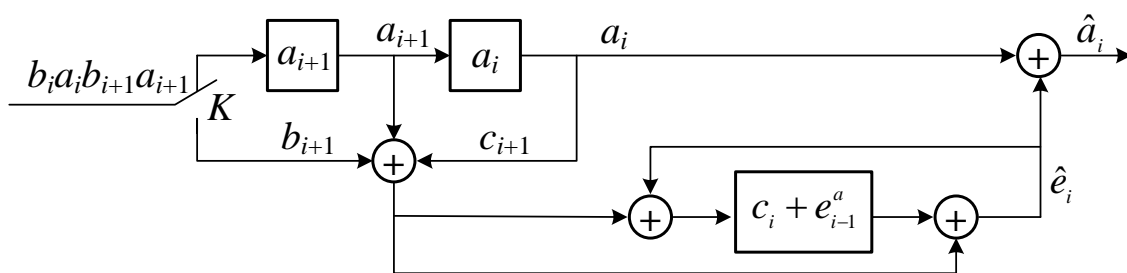 b_i a_i b_{i+1} a_{i+1}
K
a_{i+1}
a_{i+1}
a_i
a_i
+
â_i
b_{i+1}
+
c_{i+1}
+
c_i + e^a_{i-1}
+
ê_i